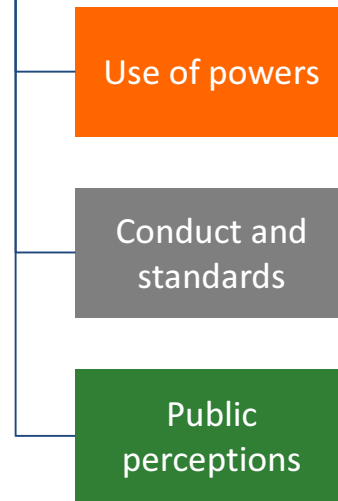 Use of powers
Conduct and
standards
Public
perceptions